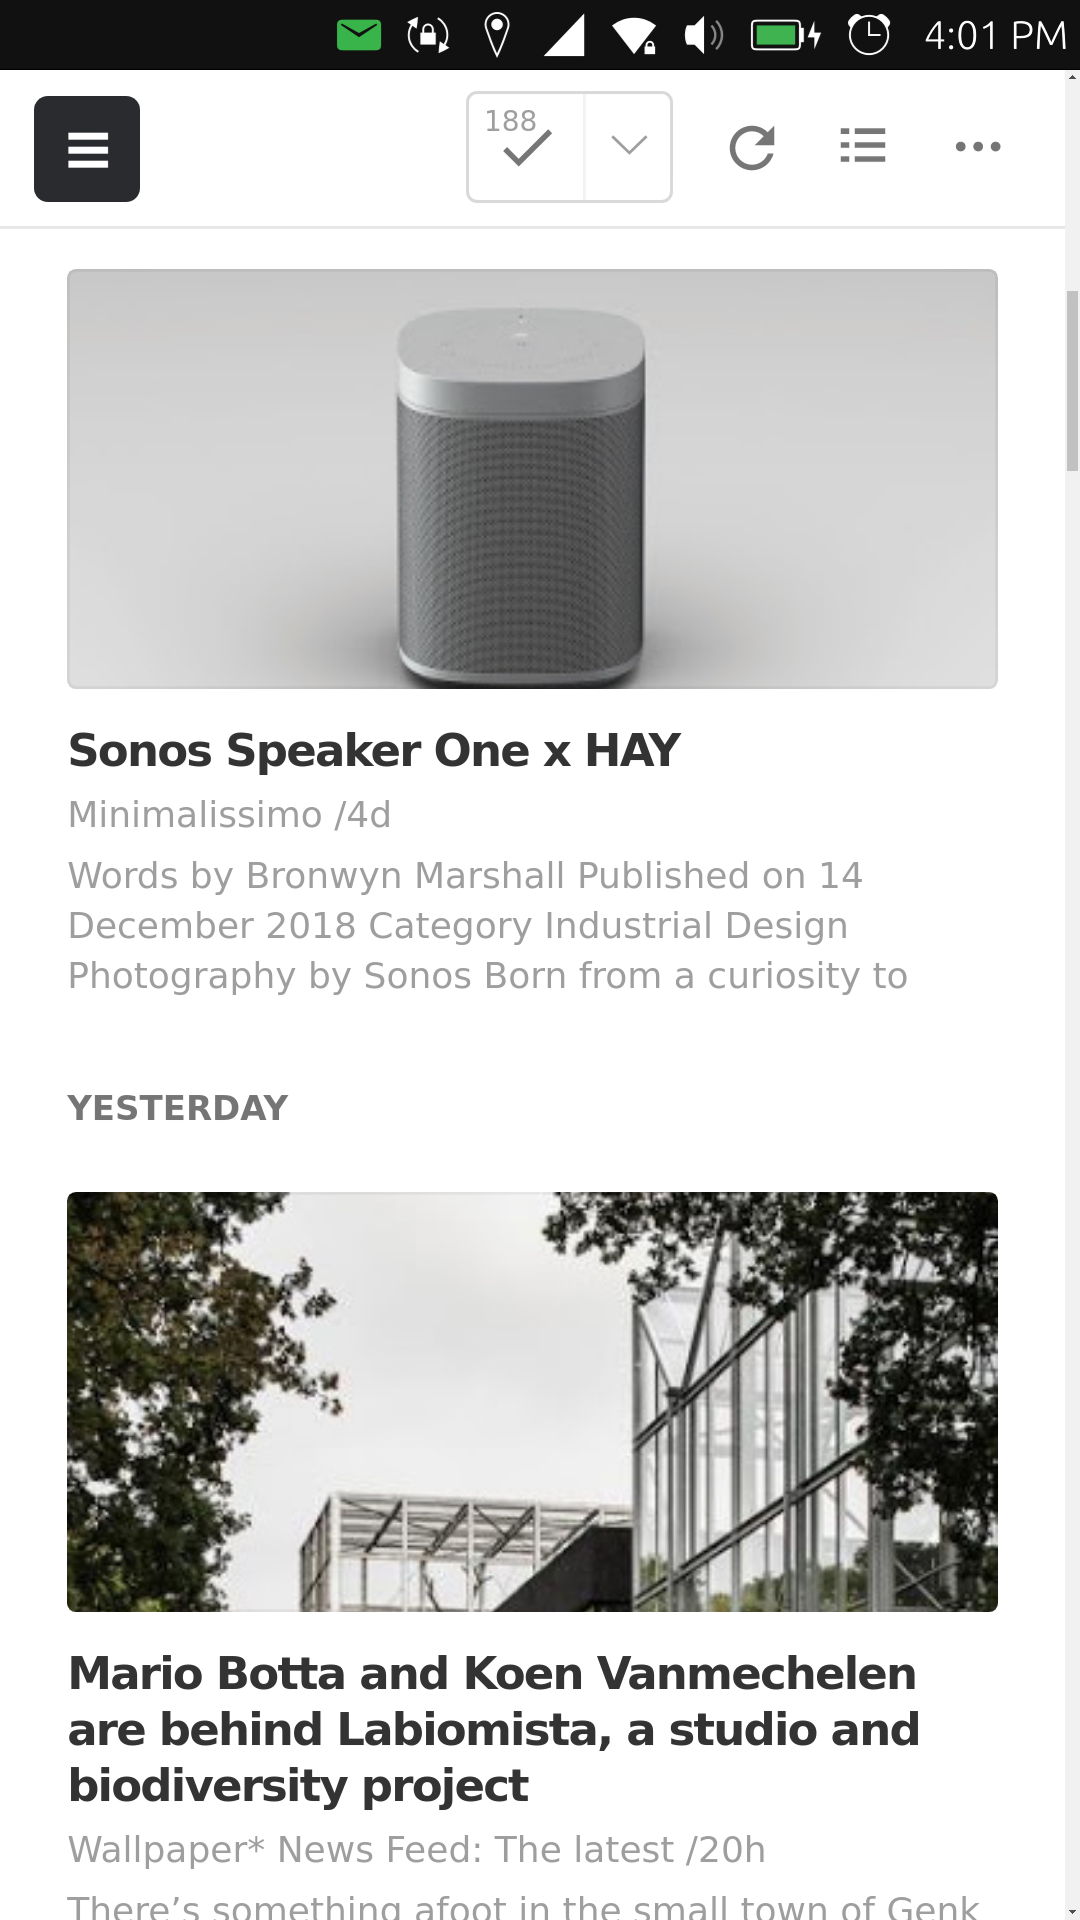 4:01 PM
188
Sonos Speaker One x HAY
Minimalissimo /4d
Words by Bronwyn Marshall Published on 14
December 2018 Category Industrial Design
Photography by Sonos Born from a curiosity to
YESTERDAY
Mario Botta and Koen Vanmechelen
are behind Labiomista, a studio and
biodiversity project
Wallpaper* News Feed: The latest /20h
There’s something afoot in the small town of Genk